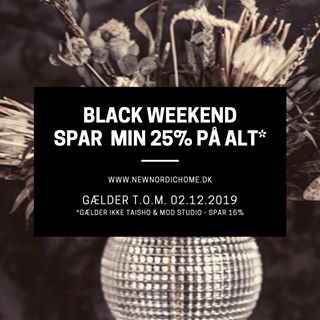 BLACK WEEKEND
SPAR MIN 25% PÅ ALT*
WWW.NEWNORDICHOME.DK
GÆLDER T.O.M. 02.12.2019
*GÆLDER IKKE TAISHO & MOD STUDIO - SPAR 15%